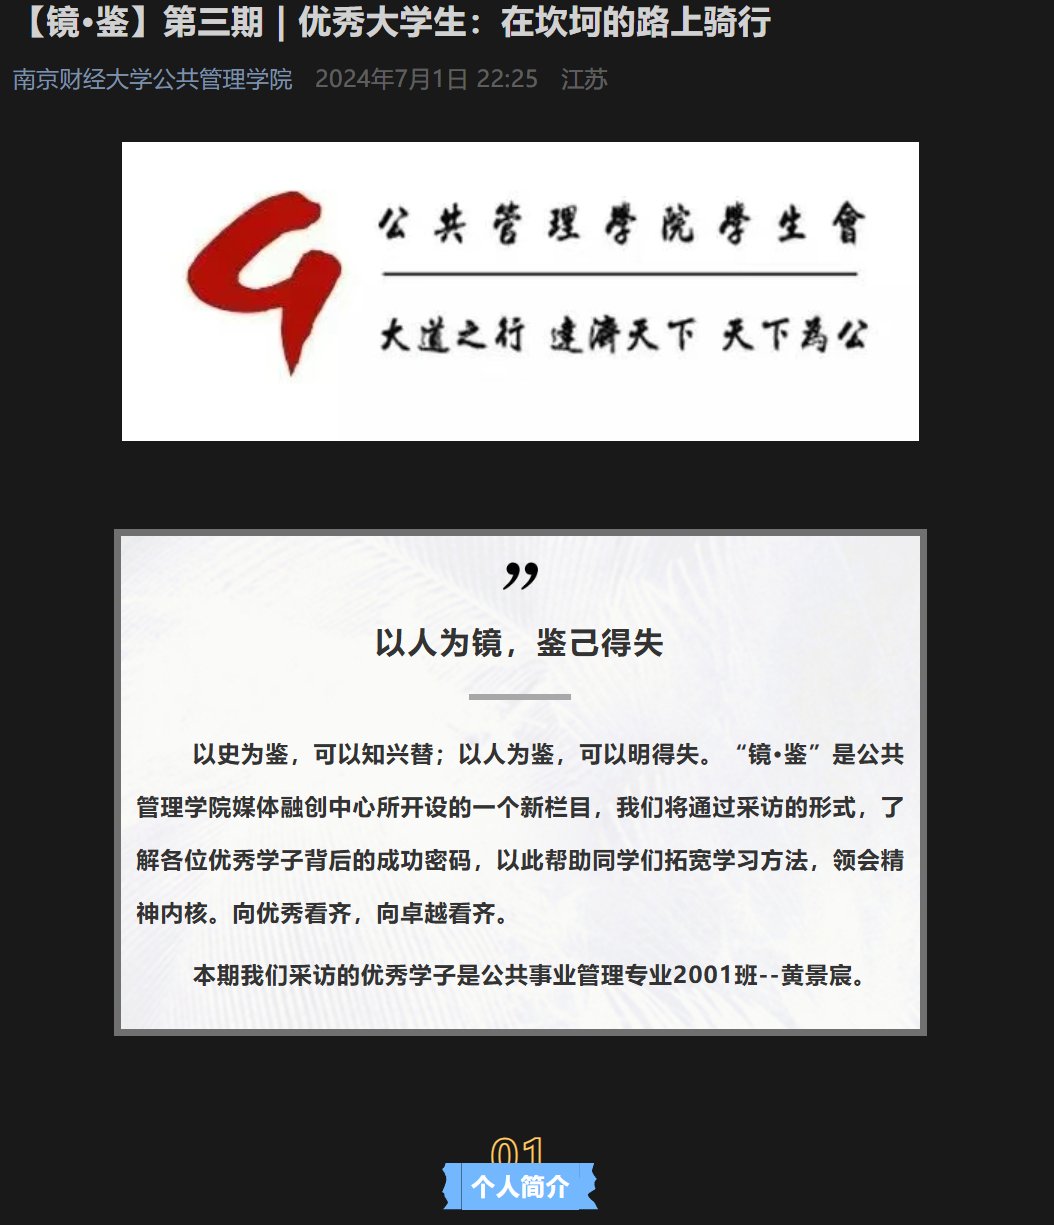 【镜•鉴】第三期 | 优秀大学生：在坎坷的路上骑行
南京财经大学公共管理学院 2024年7月1日 22:25 江苏
公共管理學院學生會
大道之行 達濟天下 天下為公
”
以人为镜，鉴己得失
以史为鉴，可以知兴替；以人为鉴，可以明得失。“镜•鉴”是公共
管理学院媒体融创中心所开设的一个新栏目，我们将通过采访的形式，了
解各位优秀学子背后的成功密码，以此帮助同学们拓宽学习方法，领会精
神内核。向优秀看齐，向卓越看齐。
本期我们采访的优秀学子是公共事业管理专业2001班--黄景宸。
01
个人简介